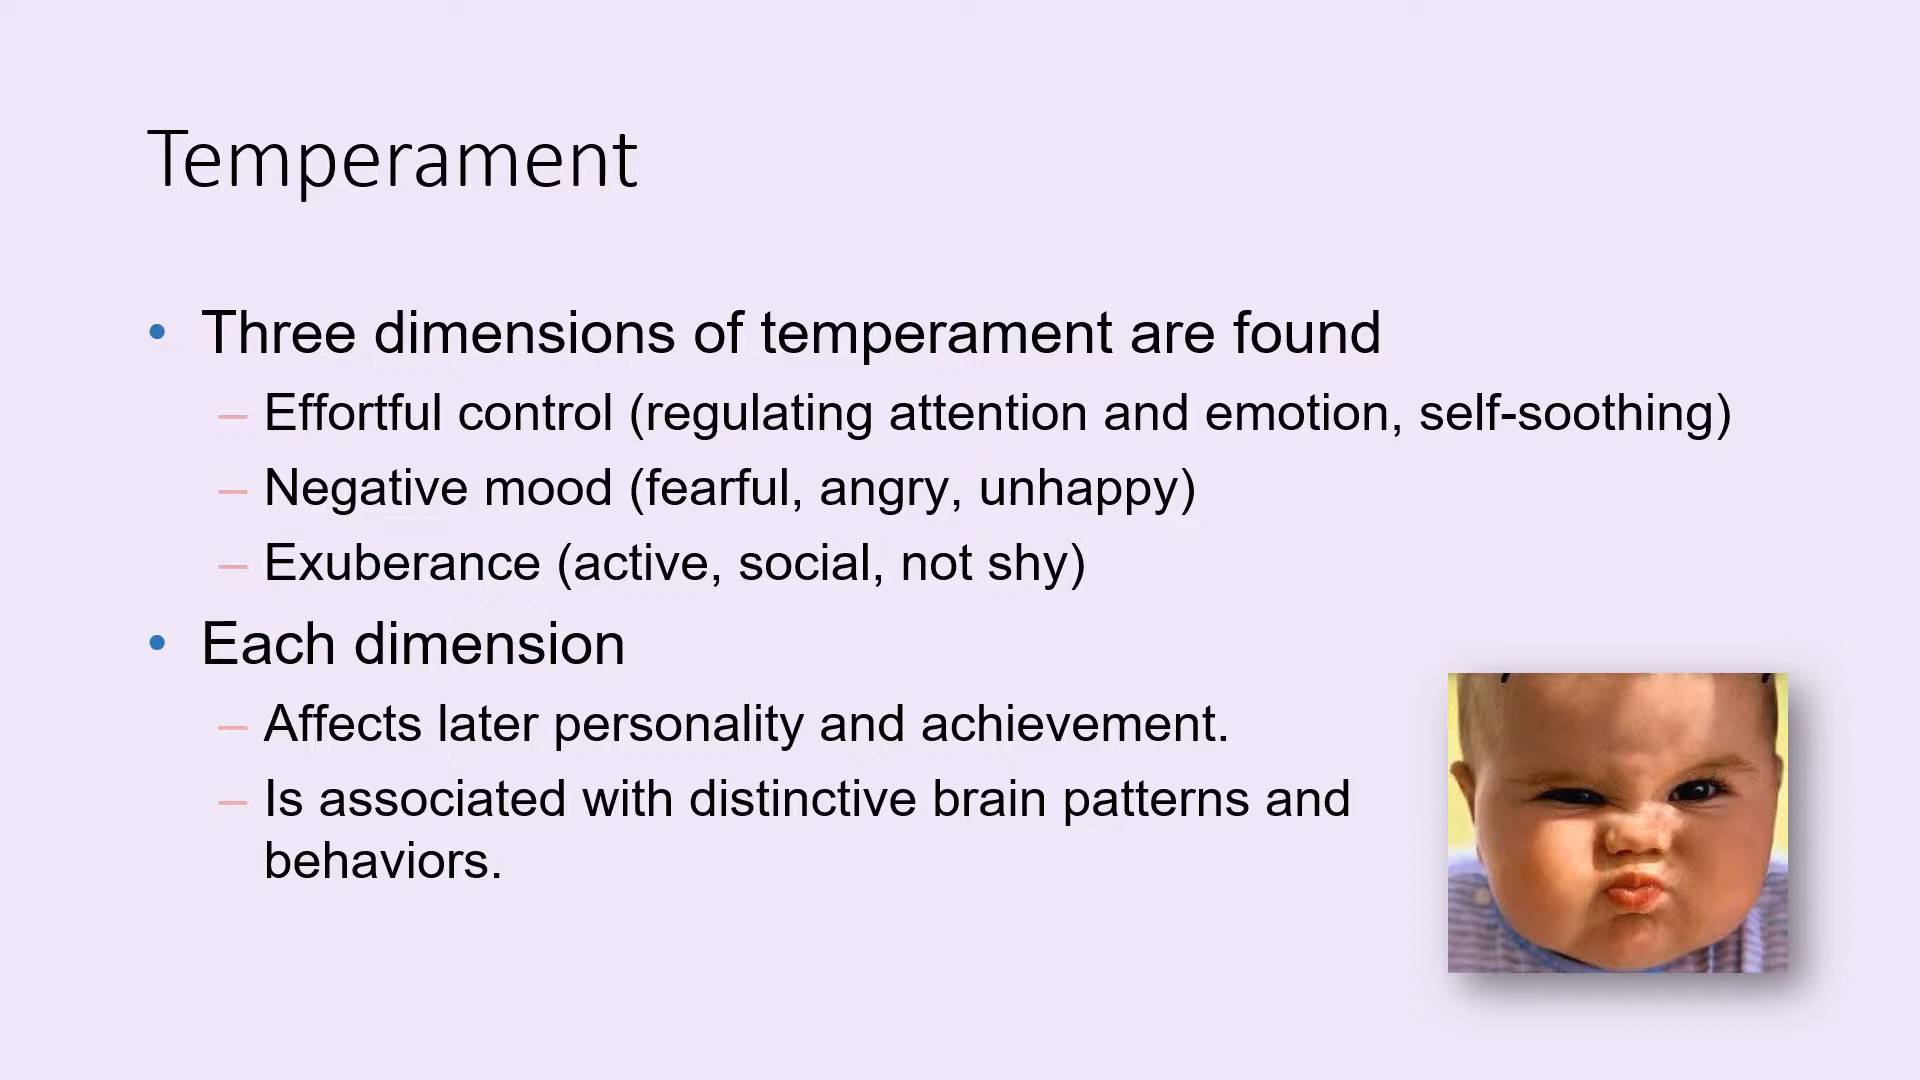 Temperament
• Three dimensions of temperament are found
– Effortful control (regulating attention and emotion, self-soothing)
– Negative mood (fearful, angry, unhappy)
– Exuberance (active, social, not shy)
• Each dimension
– Affects later personality and achievement.
– Is associated with distinctive brain patterns and
behaviors.